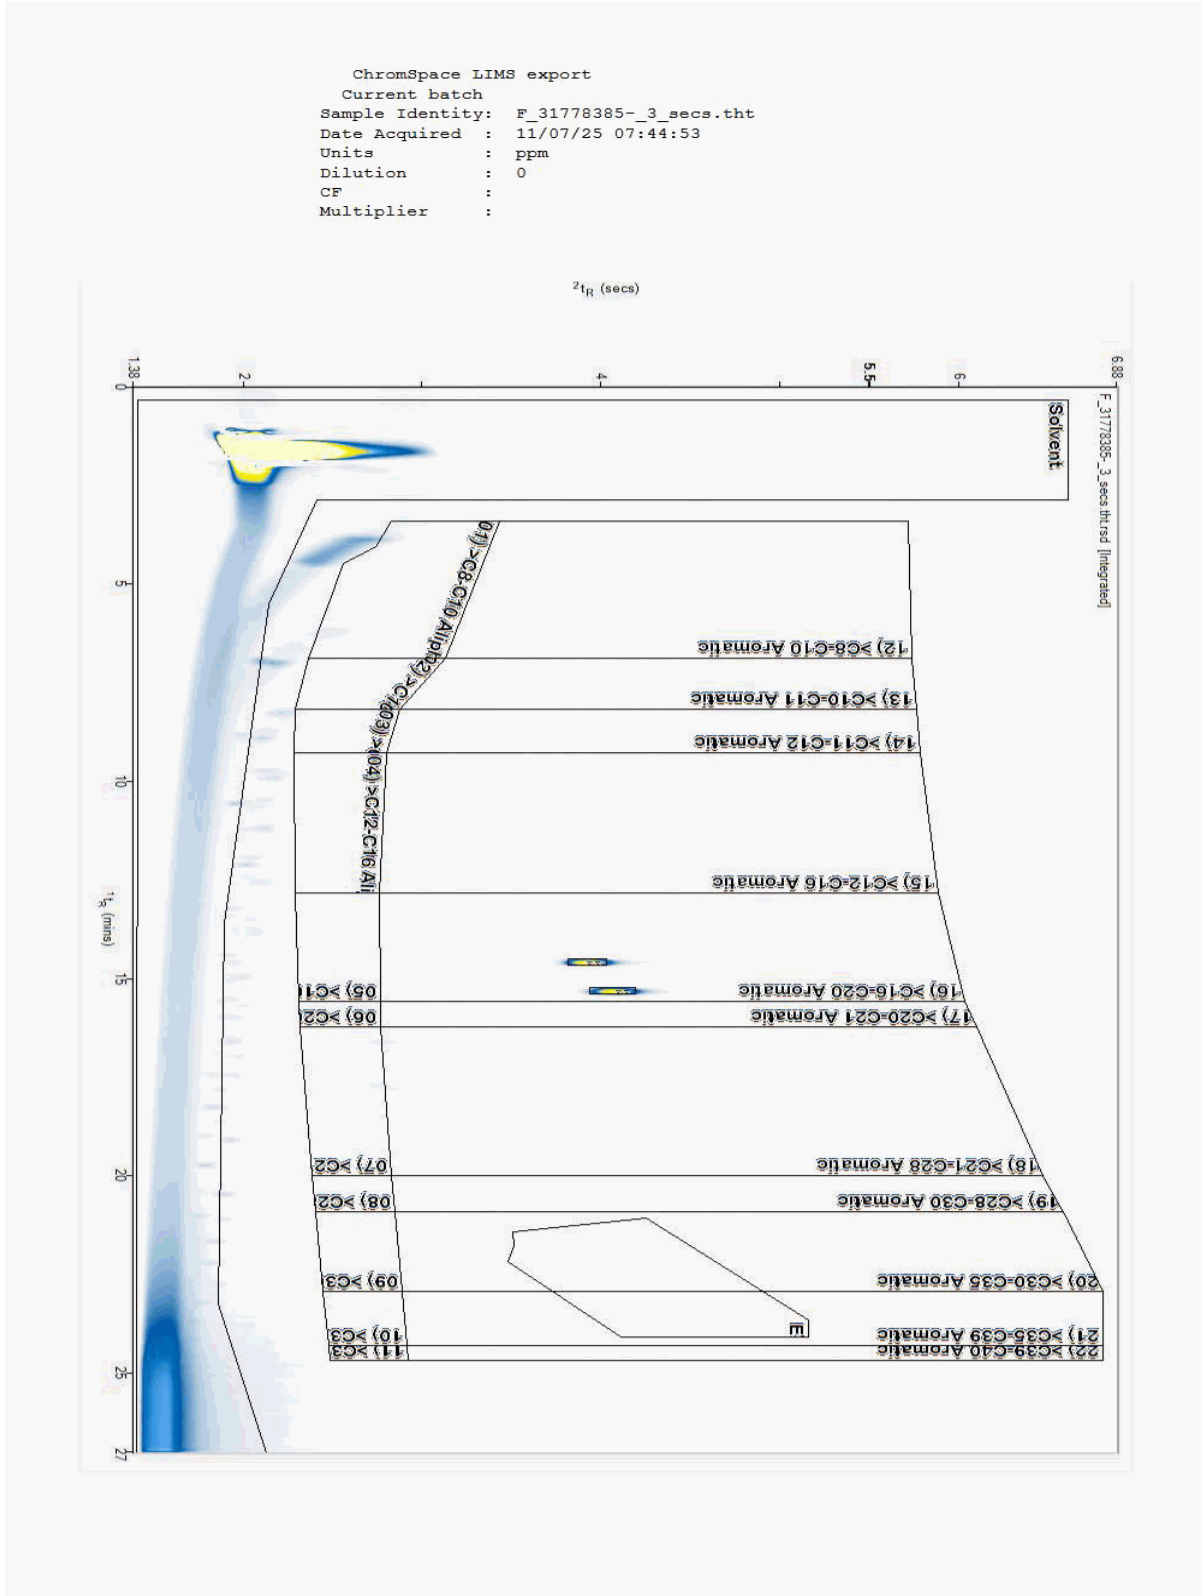 ChromSpace LIMS export
Current batch
Sample Identity: F_31778385-_3_secs.tht
Date Acquired : 11/07/25 07:44:53
Units : ppm
Dilution : 0
CF :
Multiplier :
²tR (secs)
1.38
2
4
5.5
6
6.88
F_31778385-_3_secs.tht.rsd [Integrated]
Solvent
0
5
10
15
20
25
27
¹tR (mins)
01) >C8-C10 Aliph
02) >C10
03) >
04) >C12-C16 Ali
12) >C8-C10 Aromatic
13) >C10-C11 Aromatic
14) >C11-C12 Aromatic
15) >C12-C16 Aromatic
05) >C16
16) >C16-C20 Aromatic
06) >C2
17) >C20-C21 Aromatic
07) >C2
18) >C21-C28 Aromatic
08) >C2
19) >C28-C30 Aromatic
09) >C3
20) >C30-C35 Aromatic
E
10) >C3
21) >C35-C39 Aromatic
11) >C3
22) >C39-C40 Aromatic